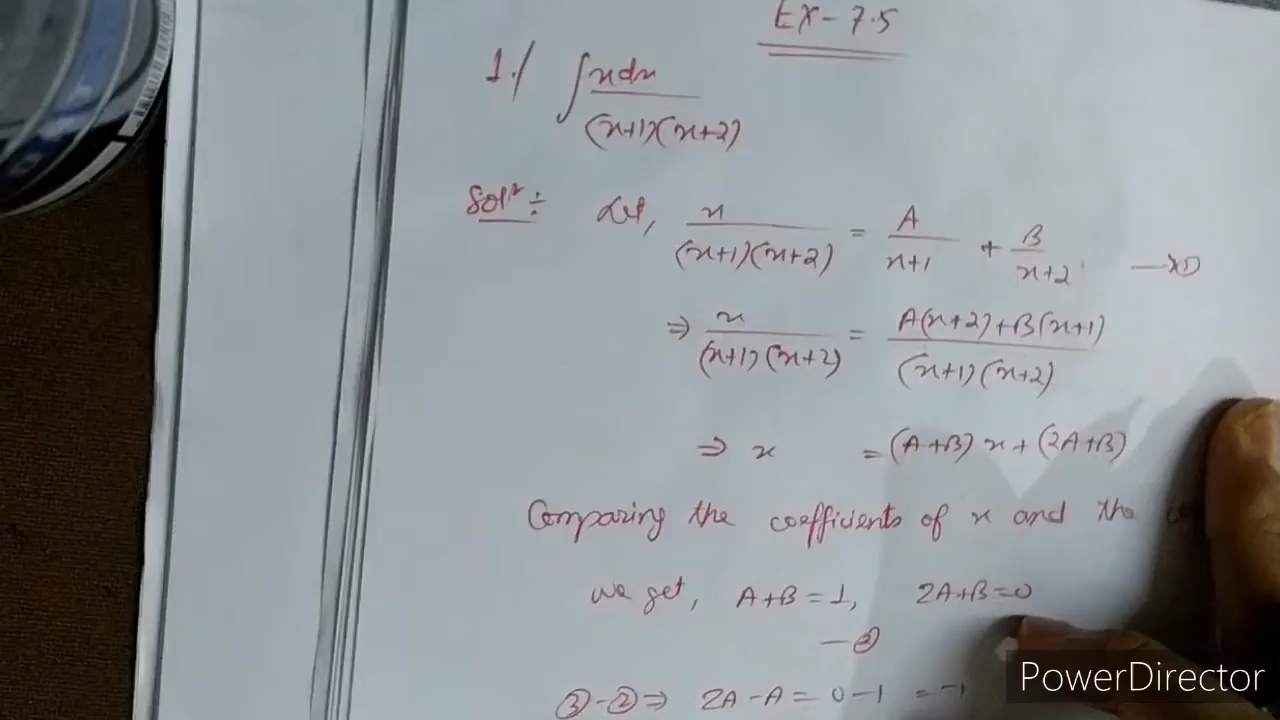 EX - 7.5
1./ ∫ x dx / (x+1)(x+2)
Solⁿ ÷ Let, x / (x+1)(x+2) = A / x+1 + B / x+2 →①
⇒ x / (x+1)(x+2) = A(x+2)+B(x+1) / (x+1)(x+2)
⇒ x = (A+B) x + (2A+B)
Comparing the coefficients of x and the
we get, A+B = 1, 2A+B=0
—②
③-②⇒ 2A-A = 0-1 = -1
PowerDirector